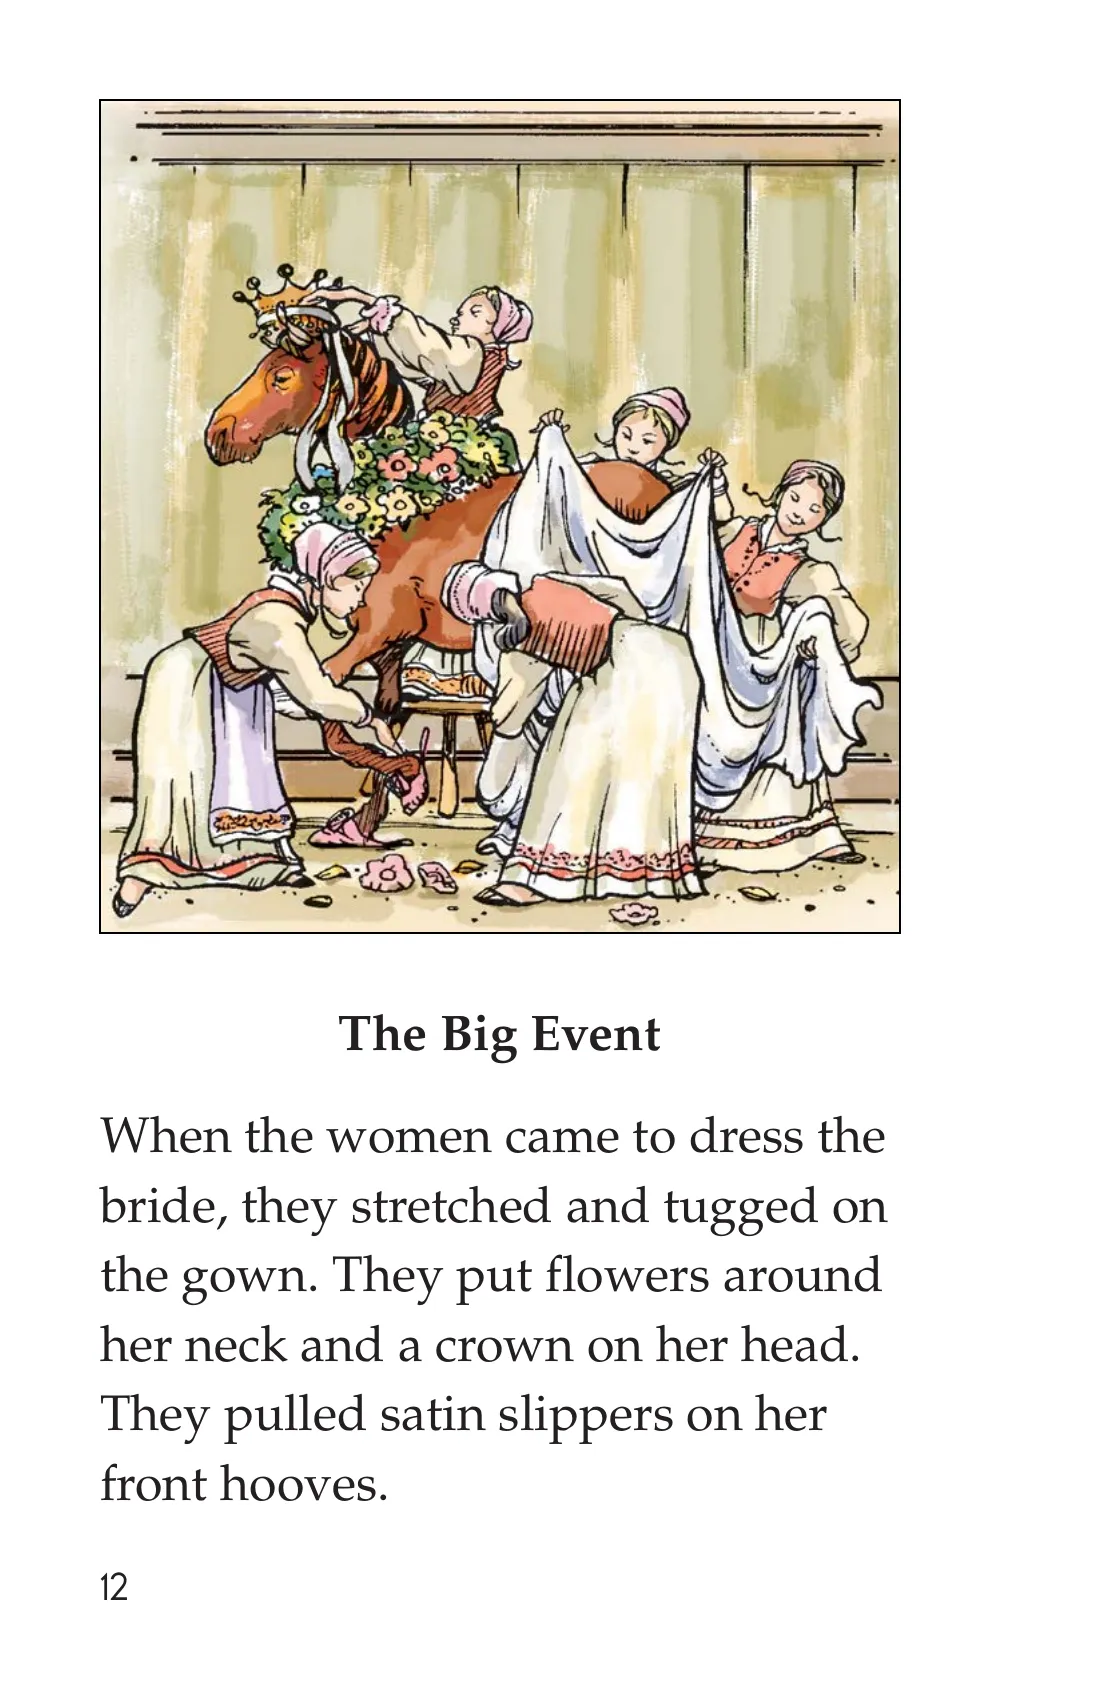 The Big Event
When the women came to dress the
bride, they stretched and tugged on
the gown. They put flowers around
her neck and a crown on her head.
They pulled satin slippers on her
front hooves.
12